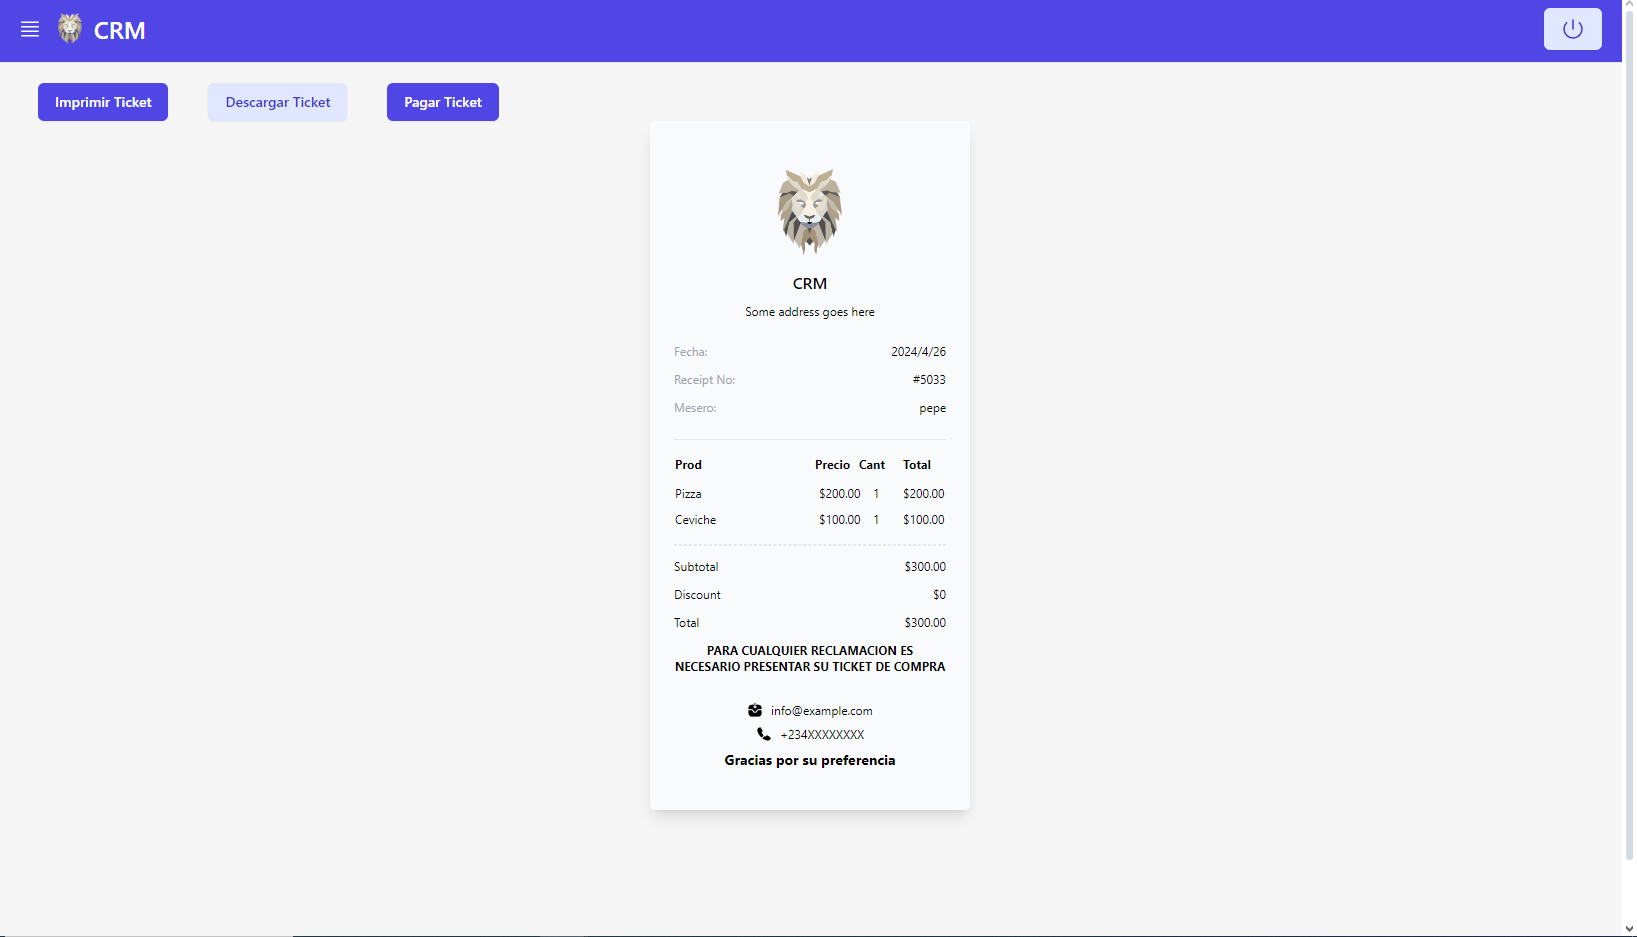 CRM
Imprimir Ticket Descargar Ticket Pagar Ticket
CRM
Some address goes here
Fecha: 2024/4/26
Receipt No: #5033
Mesero: pepe
Prod Precio Cant Total
Pizza $200.00 1 $200.00
Ceviche $100.00 1 $100.00
Subtotal $300.00
Discount $0
Total $300.00
PARA CUALQUIER RECLAMACION ES
NECESARIO PRESENTAR SU TICKET DE COMPRA
info@example.com
+234XXXXXXXX
Gracias por su preferencia